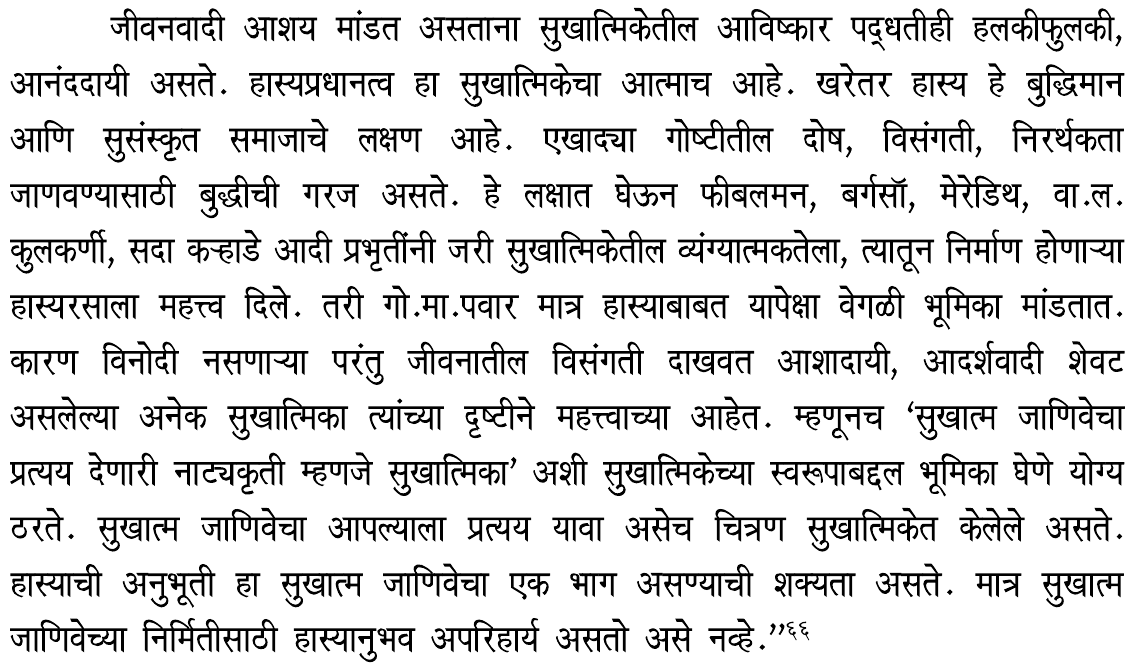 जीवनवादी आशय मांडत असताना सुखात्मिकेतील आविष्कार पद्धतीही हलकीफुलकी,
आनंददायी असते. हास्यप्रधानत्व हा सुखात्मिकेचा आत्माच आहे. खरेतर हास्य हे बुद्धिमान
आणि सुसंस्कृत समाजाचे लक्षण आहे. एखाद्या गोष्टीतील दोष, विसंगती, निरर्थकता
जाणवण्यासाठी बुद्धीची गरज असते. हे लक्षात घेऊन फीबलमन, बर्गसॉ, मेरेडिथ, वा.ल.
कुलकर्णी, सदा कऱ्हाडे आदी प्रभृतींनी जरी सुखात्मिकेतील व्यंग्यात्मकतेला, त्यातून निर्माण होणाऱ्या
हास्यरसाला महत्त्व दिले. तरी गो.मा.पवार मात्र हास्याबाबत यापेक्षा वेगळी भूमिका मांडतात.
कारण विनोदी नसणाऱ्या परंतु जीवनातील विसंगती दाखवत आशादायी, आदर्शवादी शेवट
असलेल्या अनेक सुखात्मिका त्यांच्या दृष्टीने महत्त्वाच्या आहेत. म्हणूनच ‘सुखात्म जाणिवेचा
प्रत्यय देणारी नाट्यकृती म्हणजे सुखात्मिका’ अशी सुखात्मिकेच्या स्वरूपाबद्दल भूमिका घेणे योग्य
ठरते. सुखात्म जाणिवेचा आपल्याला प्रत्यय यावा असेच चित्रण सुखात्मिकेत केलेले असते.
हास्याची अनुभूती हा सुखात्म जाणिवेचा एक भाग असण्याची शक्यता असते. मात्र सुखात्म
जाणिवेच्या निर्मितीसाठी हास्यानुभव अपरिहार्य असतो असे नव्हे.”६६